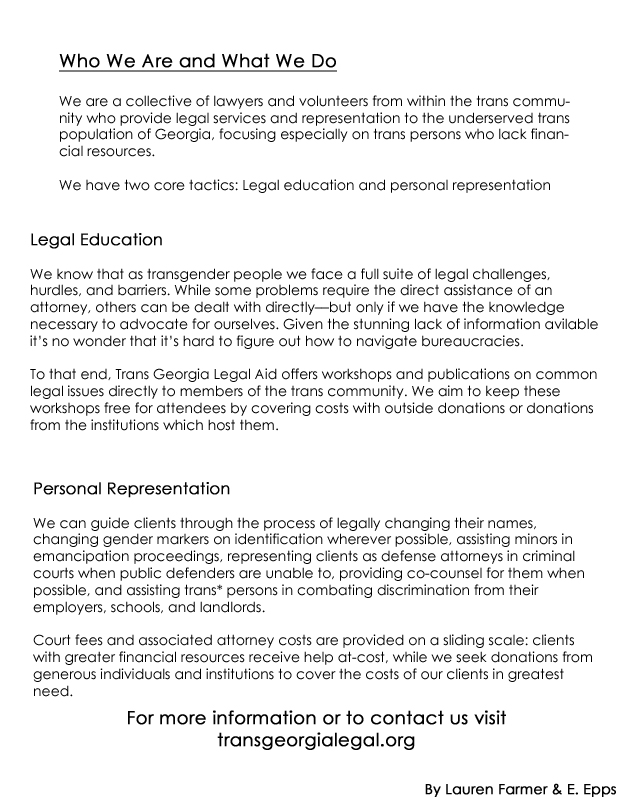 Who We Are and What We Do
We are a collective of lawyers and volunteers from within the trans commu-
nity who provide legal services and representation to the underserved trans
population of Georgia, focusing especially on trans persons who lack finan-
cial resources.
We have two core tactics: Legal education and personal representation
Legal Education
We know that as transgender people we face a full suite of legal challenges,
hurdles, and barriers. While some problems require the direct assistance of an
attorney, others can be dealt with directly—but only if we have the knowledge
necessary to advocate for ourselves. Given the stunning lack of information avilable
it's no wonder that it's hard to figure out how to navigate bureaucracies.
To that end, Trans Georgia Legal Aid offers workshops and publications on common
legal issues directly to members of the trans community. We aim to keep these
workshops free for attendees by covering costs with outside donations or donations
from the institutions which host them.
Personal Representation
We can guide clients through the process of legally changing their names,
changing gender markers on identification wherever possible, assisting minors in
emancipation proceedings, representing clients as defense attorneys in criminal
courts when public defenders are unable to, providing co-counsel for them when
possible, and assisting trans* persons in combating discrimination from their
employers, schools, and landlords.
Court fees and associated attorney costs are provided on a sliding scale: clients
with greater financial resources receive help at-cost, while we seek donations from
generous individuals and institutions to cover the costs of our clients in greatest
need.
For more information or to contact us visit
transgeorgialegal.org
By Lauren Farmer & E. Epps